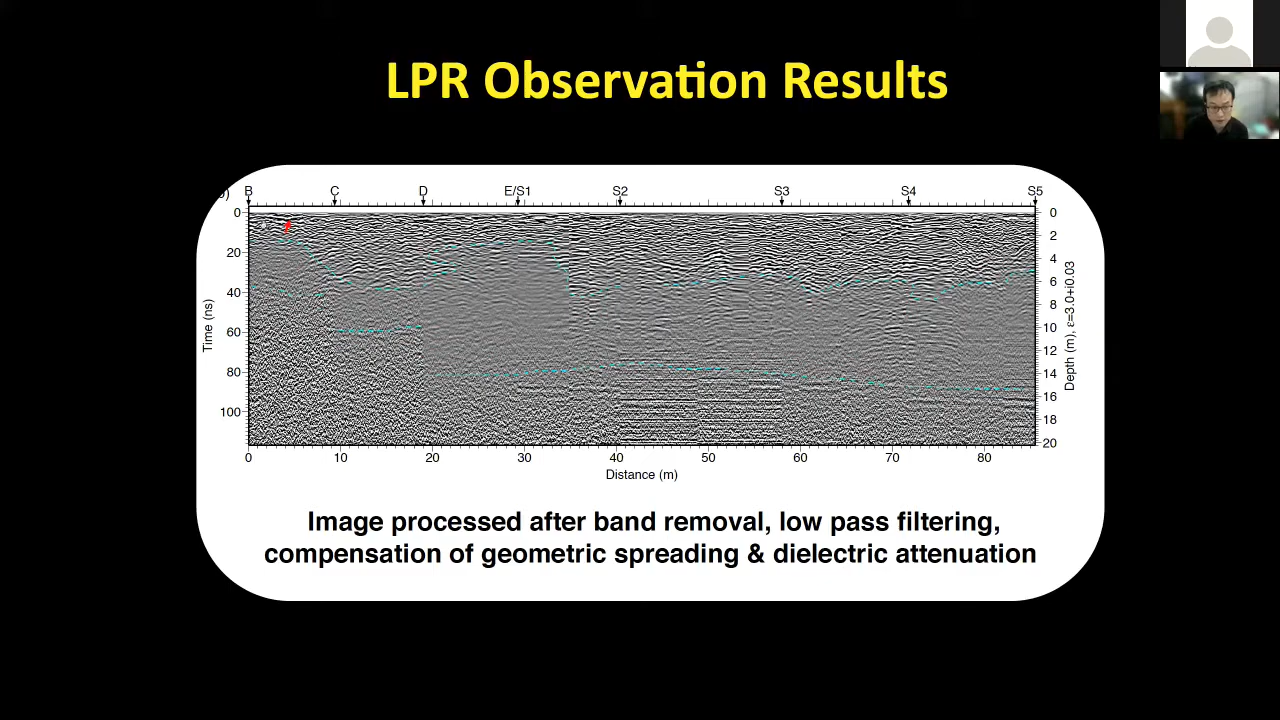 LPR Observation Results
B C D E/S1 S2 S3 S4 S5
0 0
2
20
4
6
40
8
60 10
12
80
14
16
100
18
20
Time (ns)
Depth (m), ε=3.0+i0.03
0 10 20 30 40 50 60 70 80
Distance (m)
Image processed after band removal, low pass filtering,
compensation of geometric spreading & dielectric attenuation